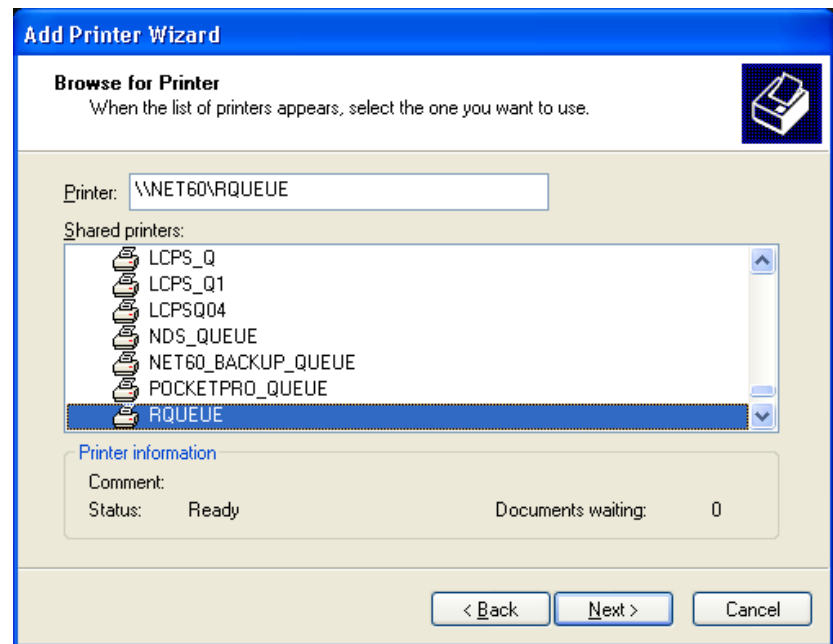 Add Printer Wizard
Browse for Printer
When the list of printers appears, select the one you want to use.
Printer: \\NET60\RQUEUE
Shared printers:
LCPS_Q
LCPS_Q1
LCPSQ04
NDS_QUEUE
NET60_BACKUP_QUEUE
POCKETPRO_QUEUE
RQUEUE
Printer information
Comment:
Status: Ready Documents waiting: 0
< Back Next > Cancel